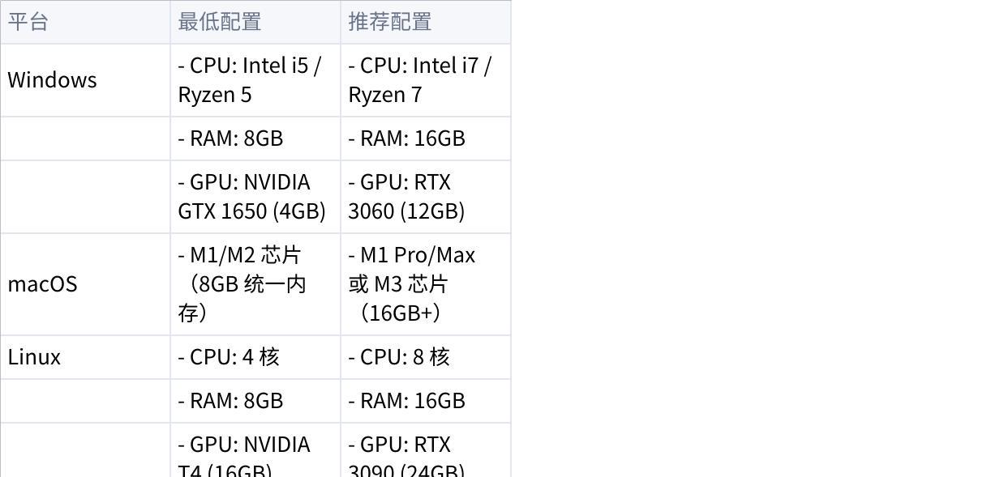 平台 最低配置 推荐配置
Windows
- CPU: Intel i5 /
Ryzen 5
- CPU: Intel i7 /
Ryzen 7
- RAM: 8GB
- RAM: 16GB
- GPU: NVIDIA
GTX 1650 (4GB)
- GPU: RTX
3060 (12GB)
macOS
- M1/M2 芯片
（8GB 统一内
存）
- M1 Pro/Max
或 M3 芯片
（16GB+）
Linux
- CPU: 4 核
- CPU: 8 核
- RAM: 8GB
- RAM: 16GB
- GPU: NVIDIA
T4 (16GB)
- GPU: RTX
3090 (24GB)